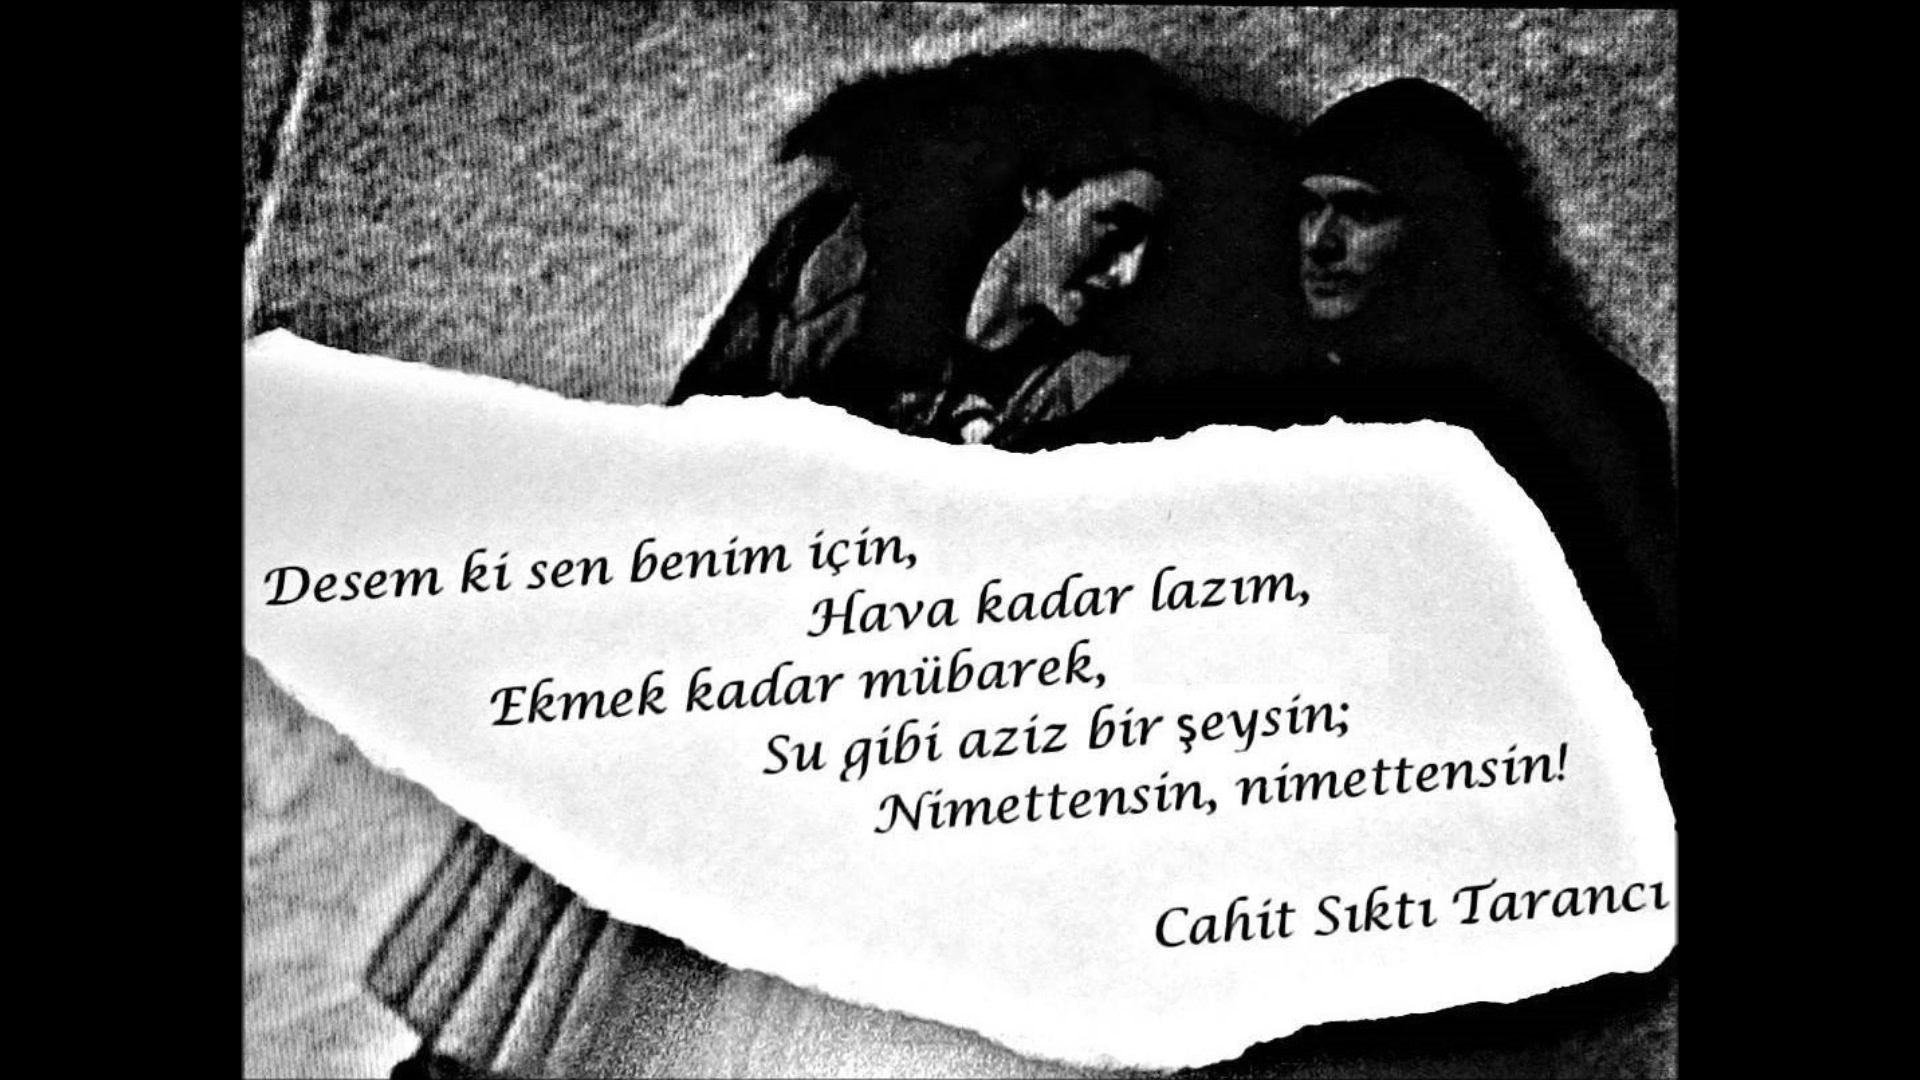 Desem ki sen benim için,
Hava kadar lazım,
Ekmek kadar mübarek,
Su gibi aziz bir şeysin;
Nimettensin, nimettensin!
Cahit Sıktı Tarancı